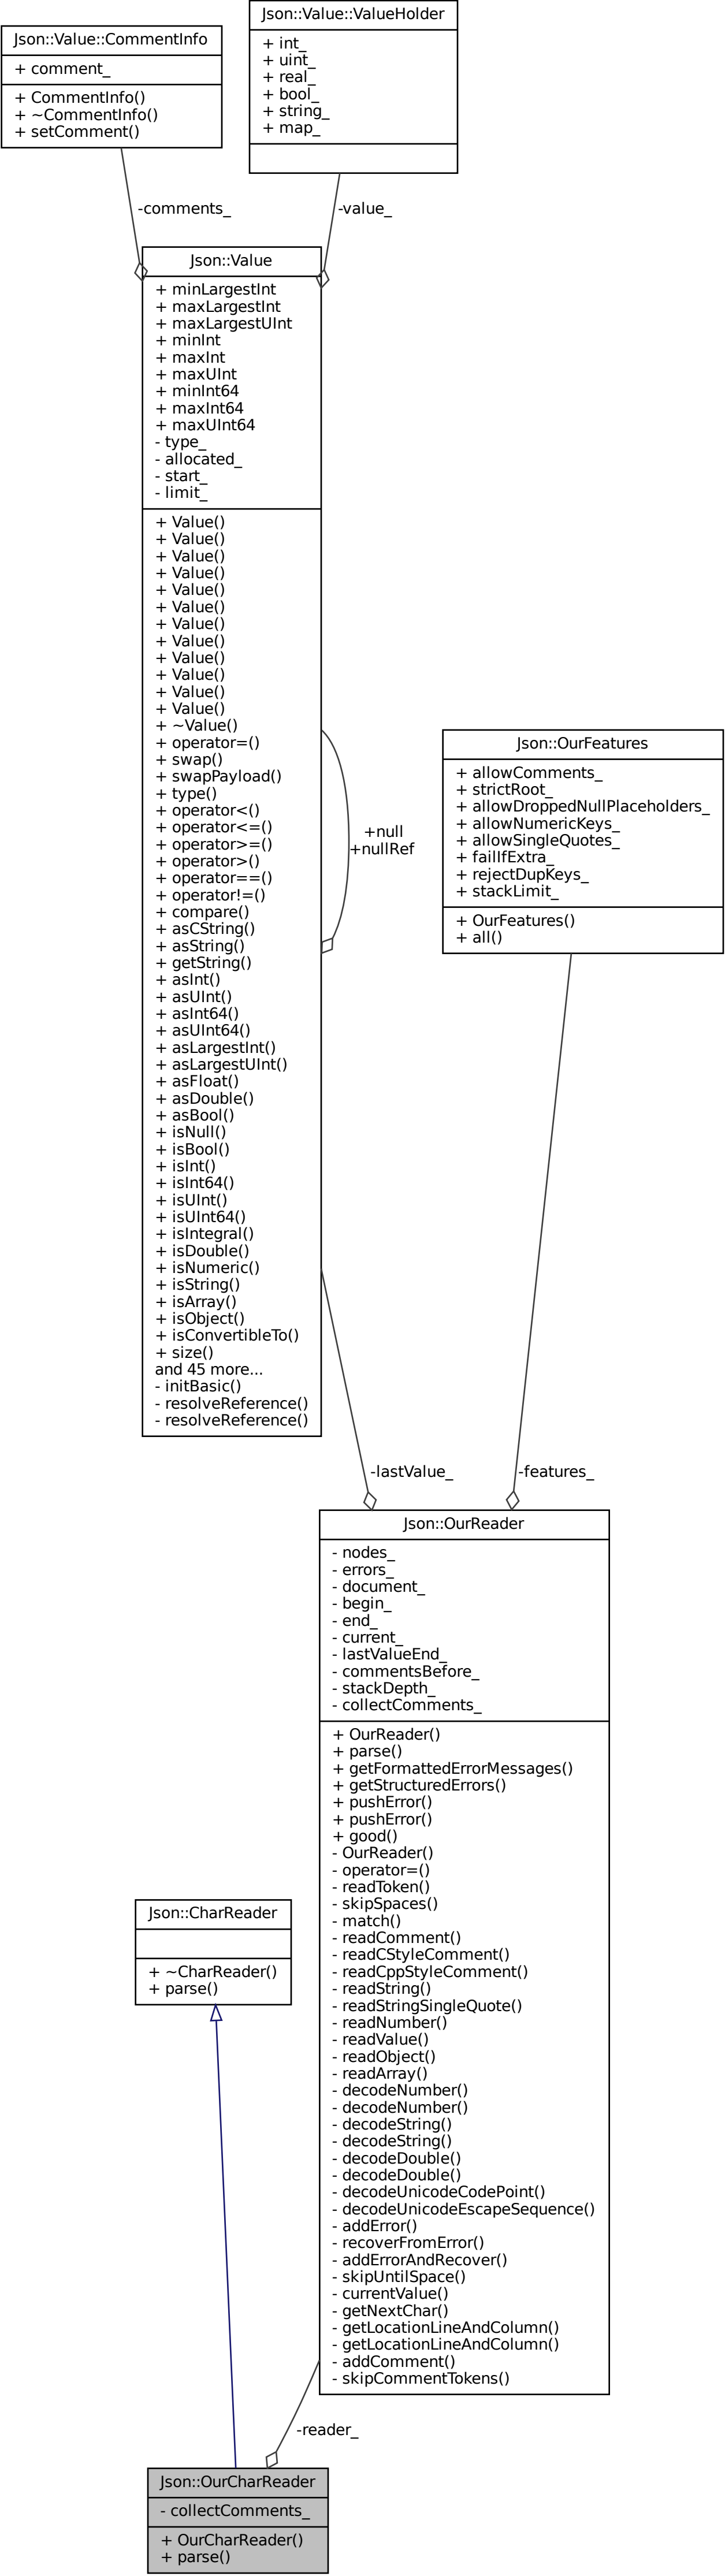 Json::Value::ValueHolder
+ int_
+ uint_
+ real_
+ bool_
+ string_
+ map_
Json::Value::CommentInfo
+ comment_
+ CommentInfo()
+ ~CommentInfo()
+ setComment()
-comments_
-value_
Json::Value
+ minLargestInt
+ maxLargestInt
+ maxLargestUInt
+ minInt
+ maxInt
+ maxUInt
+ minInt64
+ maxInt64
+ maxUInt64
- type_
- allocated_
- start_
- limit_
+ Value()
+ Value()
+ Value()
+ Value()
+ Value()
+ Value()
+ Value()
+ Value()
+ Value()
+ Value()
+ Value()
+ Value()
+ ~Value()
+ operator=()
+ swap()
+ swapPayload()
+ type()
+ operator<()
+ operator<=()
+ operator>=()
+ operator>()
+ operator==()
+ operator!=()
+ compare()
+ asCString()
+ asString()
+ getString()
+ asInt()
+ asUInt()
+ asInt64()
+ asUInt64()
+ asLargestInt()
+ asLargestUInt()
+ asFloat()
+ asDouble()
+ asBool()
+ isNull()
+ isBool()
+ isInt()
+ isInt64()
+ isUInt()
+ isUInt64()
+ isIntegral()
+ isDouble()
+ isNumeric()
+ isString()
+ isArray()
+ isObject()
+ isConvertibleTo()
+ size()
and 45 more...
- initBasic()
- resolveReference()
- resolveReference()
+null
+nullRef
Json::OurFeatures
+ allowComments_
+ strictRoot_
+ allowDroppedNullPlaceholders_
+ allowNumericKeys_
+ allowSingleQuotes_
+ failIfExtra_
+ rejectDupKeys_
+ stackLimit_
+ OurFeatures()
+ all()
-lastValue_
-features_
Json::OurReader
- nodes_
- errors_
- document_
- begin_
- end_
- current_
- lastValueEnd_
- commentsBefore_
- stackDepth_
- collectComments_
+ OurReader()
+ parse()
+ getFormattedErrorMessages()
+ getStructuredErrors()
+ pushError()
+ pushError()
+ good()
- OurReader()
- operator=()
- readToken()
- skipSpaces()
- match()
- readComment()
- readCStyleComment()
- readCppStyleComment()
- readString()
- readStringSingleQuote()
- readNumber()
- readValue()
- readObject()
- readArray()
- decodeNumber()
- decodeNumber()
- decodeString()
- decodeString()
- decodeDouble()
- decodeDouble()
- decodeUnicodeCodePoint()
- decodeUnicodeEscapeSequence()
- addError()
- recoverFromError()
- addErrorAndRecover()
- skipUntilSpace()
- currentValue()
- getNextChar()
- getLocationLineAndColumn()
- getLocationLineAndColumn()
- addComment()
- skipCommentTokens()
Json::CharReader
+ ~CharReader()
+ parse()
-reader_
Json::OurCharReader
- collectComments_
+ OurCharReader()
+ parse()